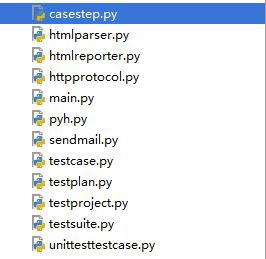 casestep.py
htmlparser.py
htmlreporter.py
httpprotocol.py
main.py
pyh.py
sendmail.py
testcase.py
testplan.py
testproject.py
testsuite.py
unittesttestcase.py